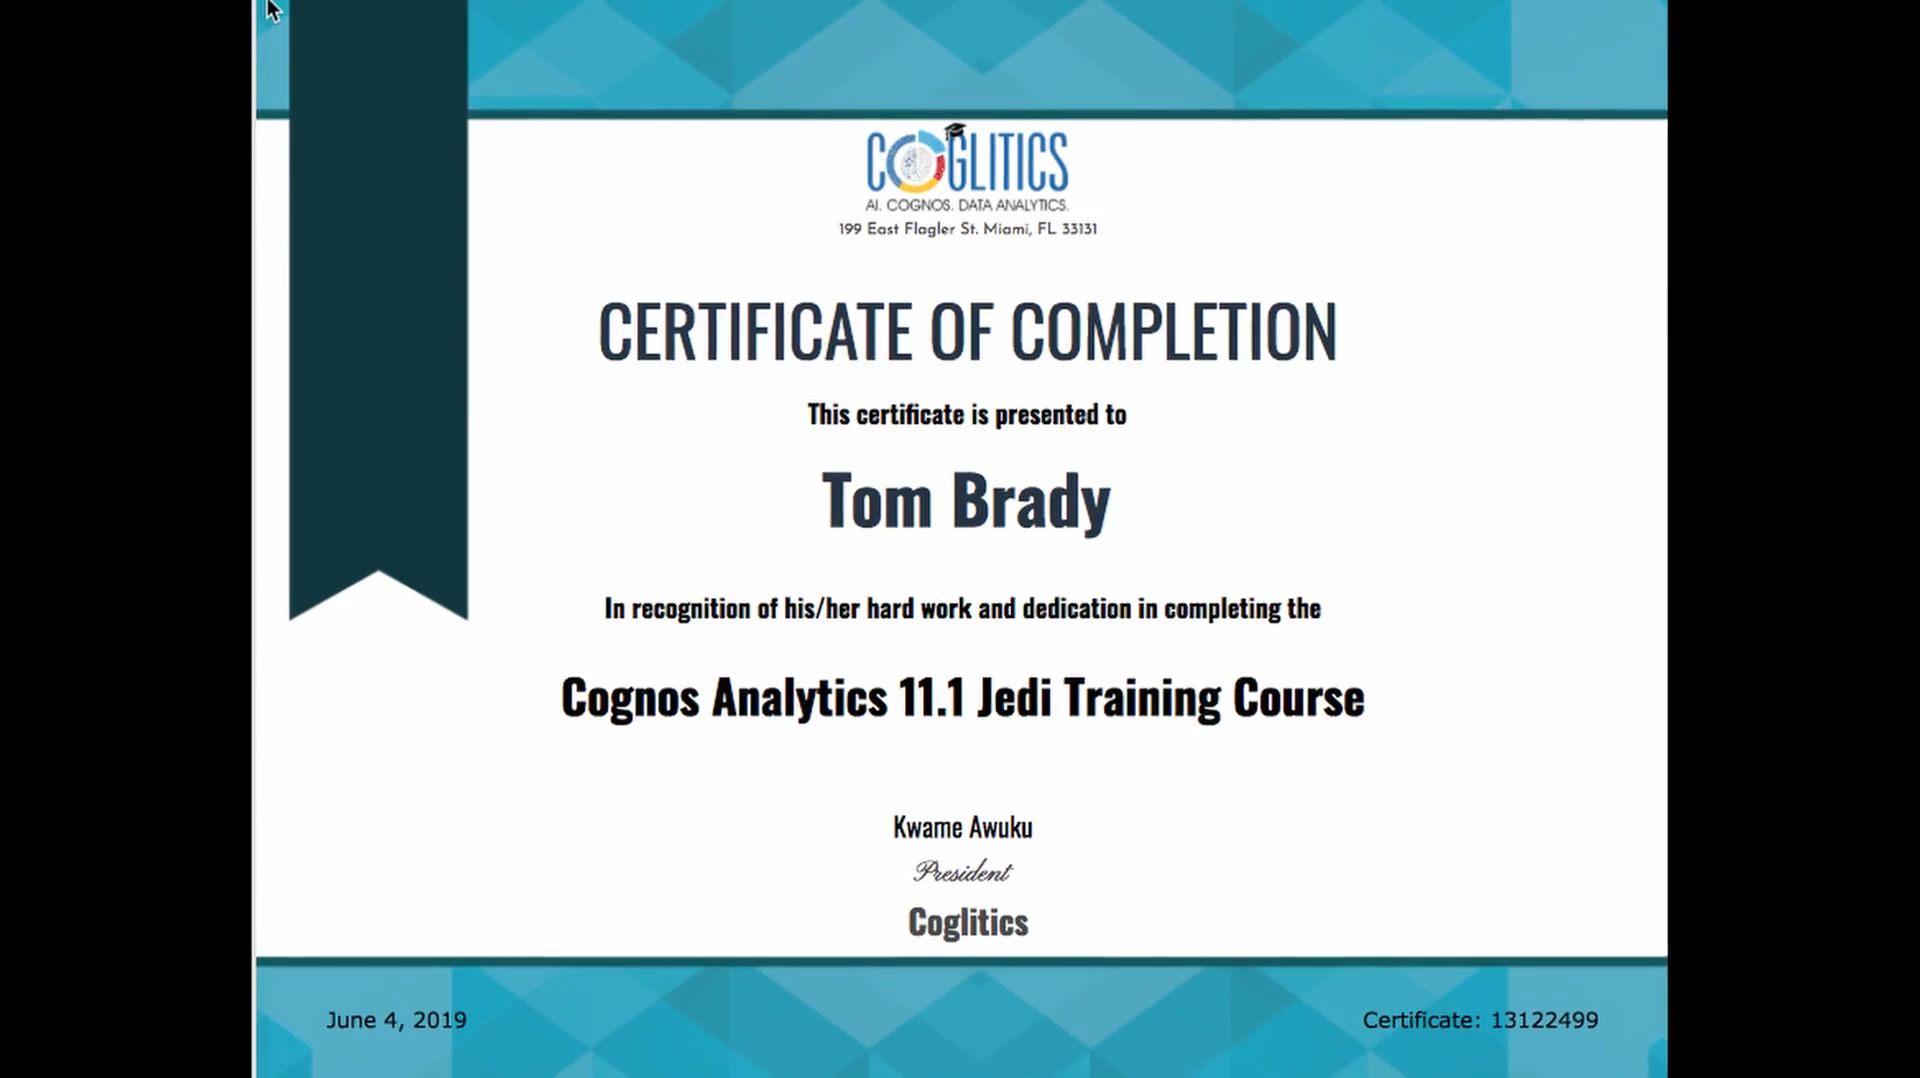 COGLITICS
AI. COGNOS. DATA ANALYTICS.
199 East Flagler St. Miami, FL 33131
CERTIFICATE OF COMPLETION
This certificate is presented to
Tom Brady
In recognition of his/her hard work and dedication in completing the
Cognos Analytics 11.1 Jedi Training Course
Kwame Awuku
President
Coglitics
June 4, 2019
Certificate: 13122499